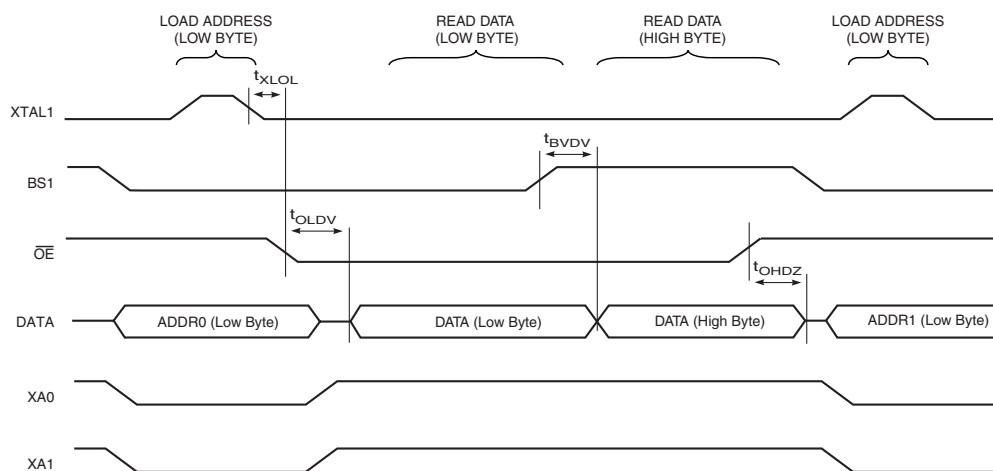 LOAD ADDRESS
(LOW BYTE)
READ DATA
(LOW BYTE)
READ DATA
(HIGH BYTE)
LOAD ADDRESS
(LOW BYTE)
tXLOL
XTAL1
tBVDV
BS1
tOLDV
OE
tOHDZ
DATA
ADDR0 (Low Byte)
DATA (Low Byte)
DATA (High Byte)
ADDR1 (Low Byte)
XA0
XA1